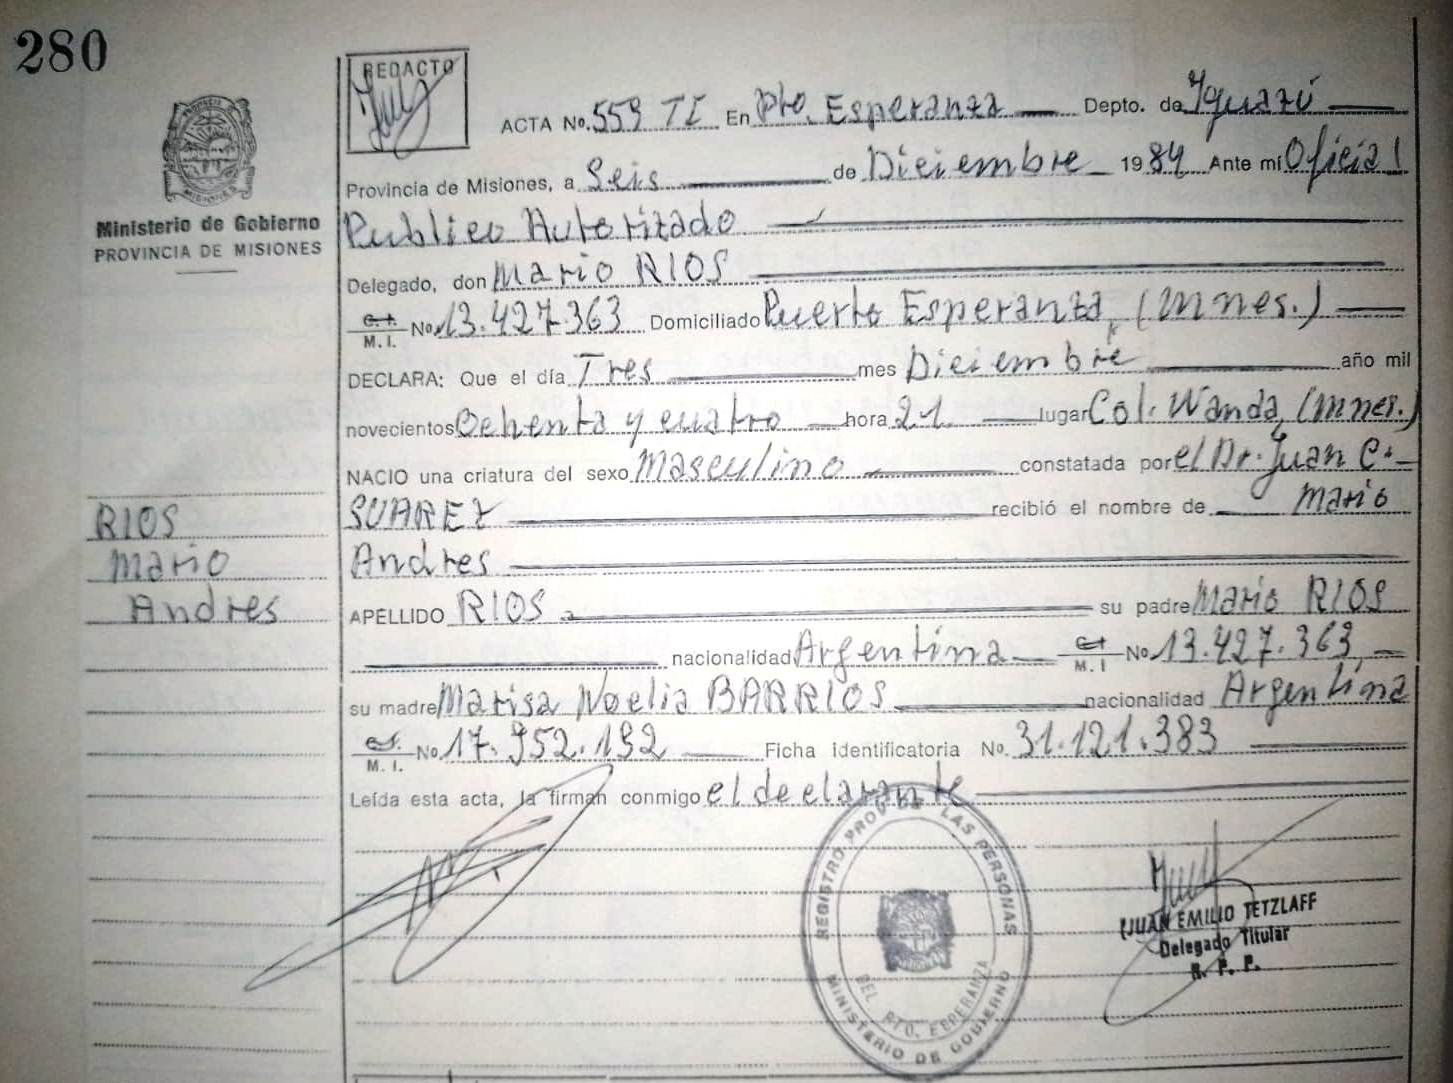 280
REDACTO
ACTA No. 559 TI En Pto. Esperanza Depto. de Iguazú
Provincia de Misiones, a Seis de Diciembre 1984 Ante mí Oficial
Publico Autorizado
Delegado, don Mario RIOS
C.I. M.I. No. 13.427.363 Domiciliado Puerto Esperanza, (Mnes.)
DECLARA: Que el día Tres mes Diciembre año mil
novecientos Ochenta y cuatro hora 21 lugar Col. Wanda, (Mnes.)
NACIO una criatura del sexo Masculino constatada por el Dr. Juan C.
SUAREZ recibió el nombre de Mario
Andres
APELLIDO RIOS su padre Mario RIOS
nacionalidad Argentina M.I No. 13.427.363,
su madre Marisa Noelia BARRIOS nacionalidad Argentina
M.I. No. 17.952.192 Ficha identificatoria No. 31.121.383
Leída esta acta, la firman conmigo el declarante
Ministerio de Gobierno
PROVINCIA DE MISIONES
RIOS
Mario
Andres
REGISTRO PROV. DE LAS PERSONAS
DEL PTO. ESPERANZA
MINISTERIO DE GOBIERNO
JUAN EMILIO TETZLAFF
Delegado Titular
R. P. P.